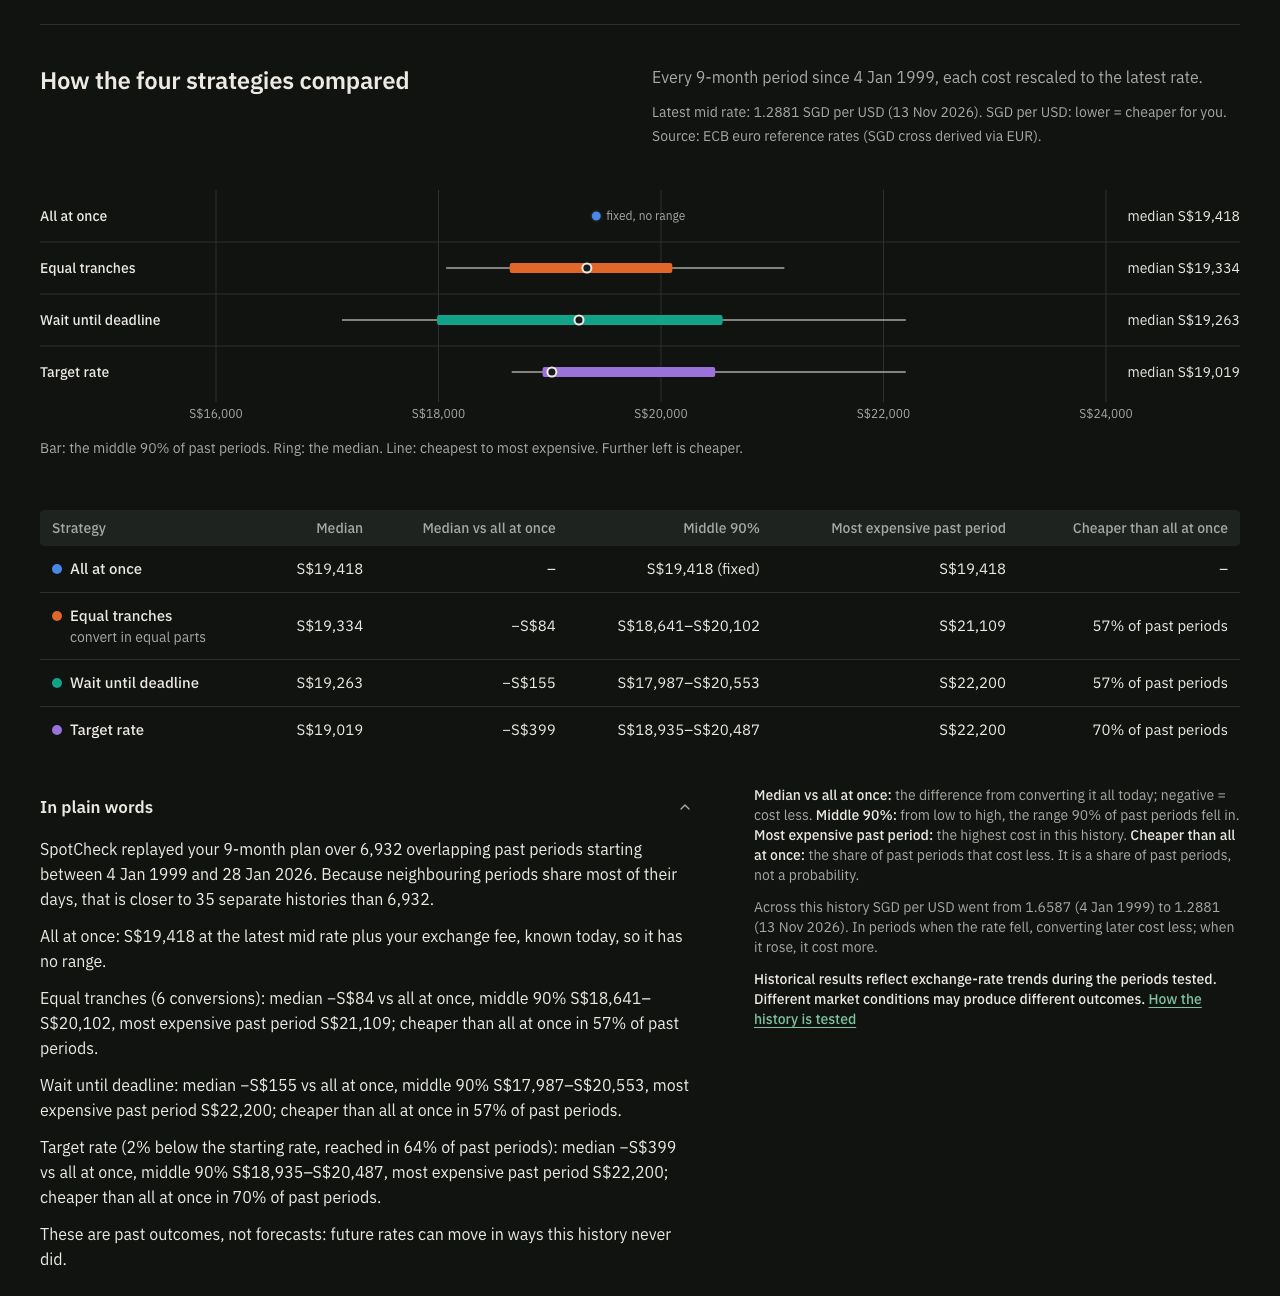 How the four strategies compared
Every 9-month period since 4 Jan 1999, each cost rescaled to the latest rate.
Latest mid rate: 1.2881 SGD per USD (13 Nov 2026). SGD per USD: lower = cheaper for you.
Source: ECB euro reference rates (SGD cross derived via EUR).
All at once
fixed, no range
median S$19,418
Equal tranches
median S$19,334
Wait until deadline
median S$19,263
Target rate
median S$19,019
S$16,000
S$18,000
S$20,000
S$22,000
S$24,000
Bar: the middle 90% of past periods. Ring: the median. Line: cheapest to most expensive. Further left is cheaper.
Strategy Median Median vs all at once Middle 90% Most expensive past period Cheaper than all at once
All at once S$19,418 – S$19,418 (fixed) S$19,418 –
Equal tranches
convert in equal parts
S$19,334 −S$84 S$18,641–S$20,102 S$21,109 57% of past periods
Wait until deadline S$19,263 −S$155 S$17,987–S$20,553 S$22,200 57% of past periods
Target rate S$19,019 −S$399 S$18,935–S$20,487 S$22,200 70% of past periods
In plain words
SpotCheck replayed your 9-month plan over 6,932 overlapping past periods starting
between 4 Jan 1999 and 28 Jan 2026. Because neighbouring periods share most of their
days, that is closer to 35 separate histories than 6,932.
All at once: S$19,418 at the latest mid rate plus your exchange fee, known today, so it has
no range.
Equal tranches (6 conversions): median −S$84 vs all at once, middle 90% S$18,641–
S$20,102, most expensive past period S$21,109; cheaper than all at once in 57% of past
periods.
Wait until deadline: median −S$155 vs all at once, middle 90% S$17,987–S$20,553, most
expensive past period S$22,200; cheaper than all at once in 57% of past periods.
Target rate (2% below the starting rate, reached in 64% of past periods): median −S$399
vs all at once, middle 90% S$18,935–S$20,487, most expensive past period S$22,200;
cheaper than all at once in 70% of past periods.
These are past outcomes, not forecasts: future rates can move in ways this history never
did.
Median vs all at once: the difference from converting it all today; negative =
cost less. Middle 90%: from low to high, the range 90% of past periods fell in.
Most expensive past period: the highest cost in this history. Cheaper than all
at once: the share of past periods that cost less. It is a share of past periods,
not a probability.
Across this history SGD per USD went from 1.6587 (4 Jan 1999) to 1.2881
(13 Nov 2026). In periods when the rate fell, converting later cost less; when
it rose, it cost more.
Historical results reflect exchange-rate trends during the periods tested.
Different market conditions may produce different outcomes. How the
history is tested